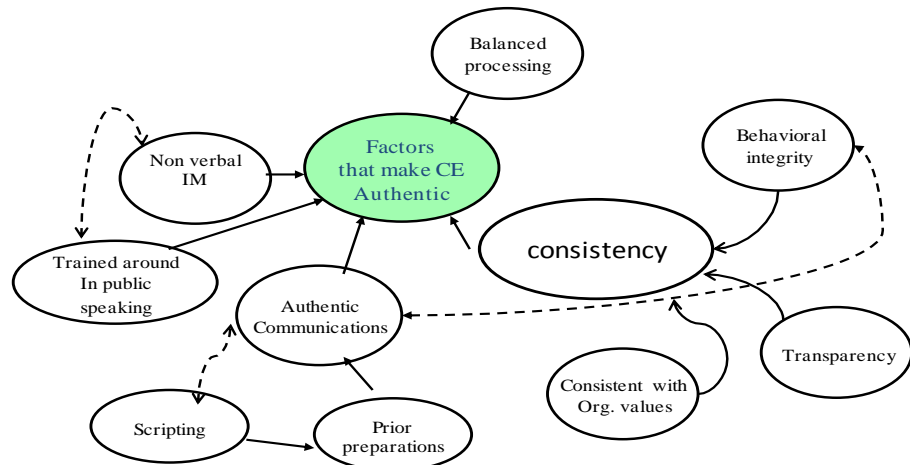 Balanced
processing
Factors
that make CE
Authentic
Non verbal
IM
Behavioral
integrity
consistency
Trained around
In public
speaking
Authentic
Communications
Transparency
Consistent with
Org. values
Scripting
Prior
preparations